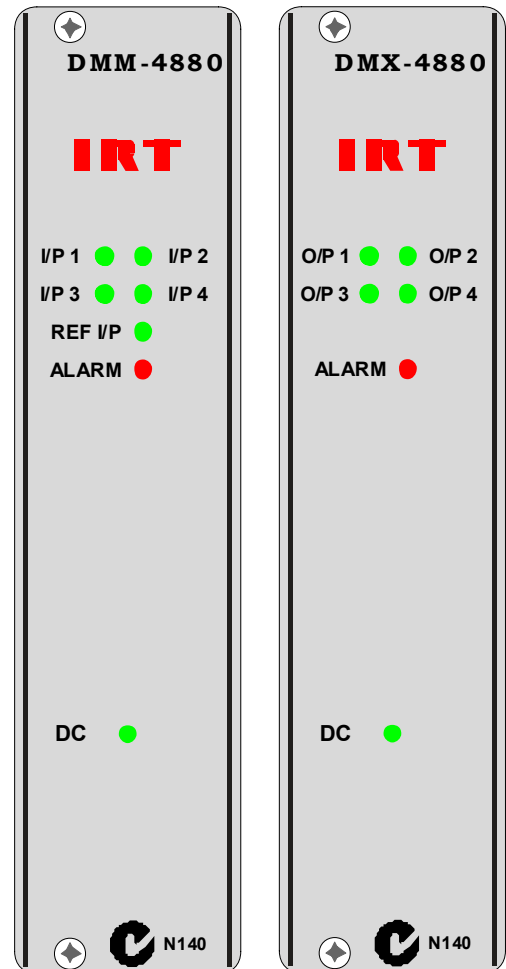 DMM-4880
IRT
I/P 1 I/P 2
I/P 3 I/P 4
REF I/P
ALARM
DC
N140
DMX-4880
IRT
O/P 1 O/P 2
O/P 3 O/P 4
ALARM
DC
N140